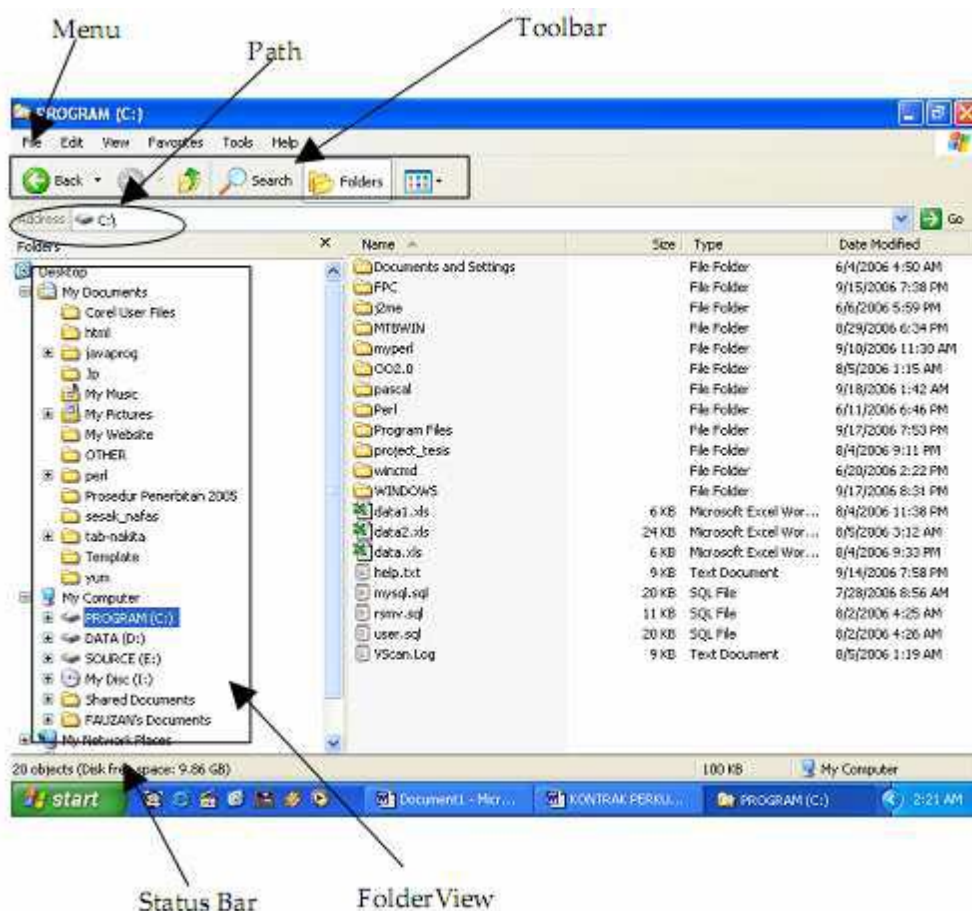 Menu
Path
Toolbar
PROGRAM (C:)
File Edit View Favorites Tools Help
Back Search Folders
Address C:\ Go
Folders X Name Size Type Date Modified
Desktop
My Documents
Corel User Files
html
javaprog
Jp
My Music
My Pictures
My Website
OTHER
perl
Prosedur Penerbitan 2005
sesak_nafas
tab-nakita
Template
yum
My Computer
PROGRAM (C:)
DATA (D:)
SOURCE (E:)
My Disc (I:)
Shared Documents
FAUZAN's Documents
My Network Places
Documents and Settings File Folder 6/4/2006 4:50 AM
FPC File Folder 9/15/2006 7:38 PM
j2me File Folder 6/6/2006 5:59 PM
MTBWIN File Folder 8/29/2006 6:34 PM
myperl File Folder 9/10/2006 11:30 AM
OO2.0 File Folder 8/5/2006 1:15 AM
pascal File Folder 9/18/2006 1:42 AM
Perl File Folder 6/11/2006 6:46 PM
Program Files File Folder 9/17/2006 7:53 PM
project_tesis File Folder 8/4/2006 9:11 PM
wincmd File Folder 6/20/2006 2:22 PM
WINDOWS File Folder 9/17/2006 8:31 PM
data1.xls 6 KB Microsoft Excel Wor... 8/4/2006 11:38 PM
data2.xls 24 KB Microsoft Excel Wor... 8/5/2006 3:12 AM
data.xls 6 KB Microsoft Excel Wor... 8/4/2006 9:33 PM
help.txt 9 KB Text Document 9/14/2006 7:58 PM
mysql.sql 20 KB SQL File 7/28/2006 8:56 AM
rsmv.sql 11 KB SQL File 8/2/2006 4:25 AM
user.sql 20 KB SQL File 8/2/2006 4:26 AM
VScan.Log 9 KB Text Document 8/5/2006 1:19 AM
20 objects (Disk free space: 9.86 GB) 100 KB My Computer
start Document1 - Micr... KONTRAK PERKU... PROGRAM (C:) 2:21 AM
Status Bar
Folder View